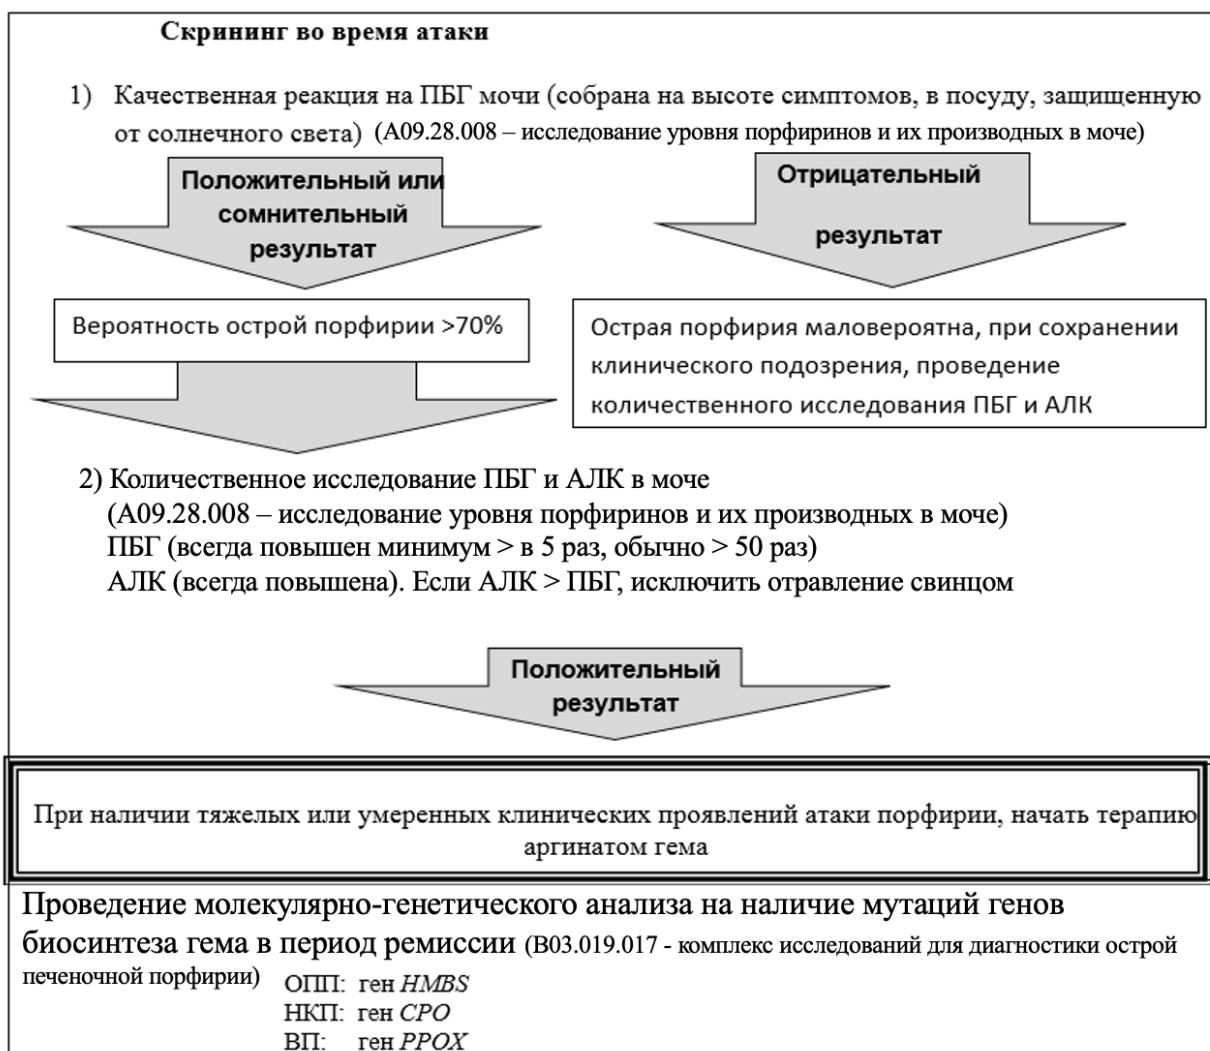 Скрининг во время атаки
1) Качественная реакция на ПБГ мочи (собрана на высоте симптомов, в посуду, защищенную
от солнечного света) (А09.28.008 – исследование уровня порфиринов и их производных в моче)
Положительный или
сомнительный
результат
Отрицательный
результат
Вероятность острой порфирии >70%
Острая порфирия маловероятна, при сохранении
клинического подозрения, проведение
количественного исследования ПБГ и АЛК
2) Количественное исследование ПБГ и АЛК в моче
(А09.28.008 – исследование уровня порфиринов и их производных в моче)
ПБГ (всегда повышен минимум > в 5 раз, обычно > 50 раз)
АЛК (всегда повышена). Если АЛК > ПБГ, исключить отравление свинцом
Положительный
результат
При наличии тяжелых или умеренных клинических проявлений атаки порфирии, начать терапию
аргинатом гема
Проведение молекулярно-генетического анализа на наличие мутаций генов
биосинтеза гема в период ремиссии (В03.019.017 - комплекс исследований для диагностики острой
печеночной порфирии)
ОПП: ген HMBS
НКП: ген CPO
ВП: ген PPOX